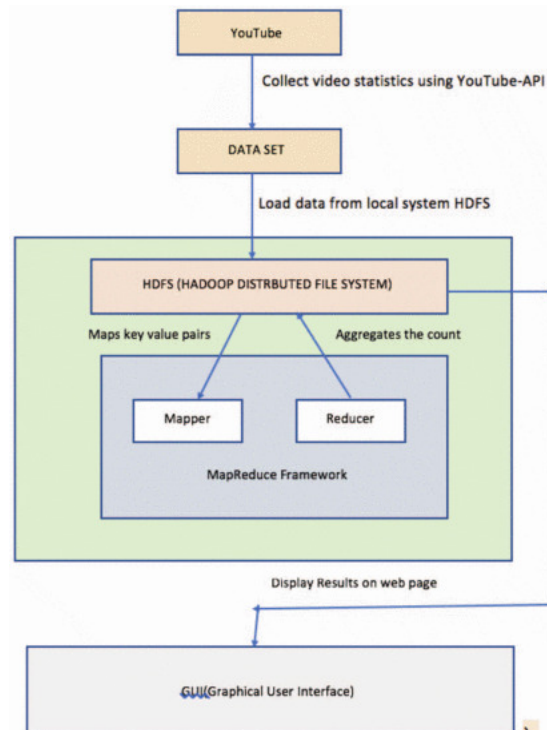 YouTube
Collect video statistics using YouTube-API
DATA SET
Load data from local system HDFS
HDFS (HADOOP DISTRBUTED FILE SYSTEM)
Maps key value pairs
Aggregates the count
Mapper
Reducer
MapReduce Framework
Display Results on web page
GUI(Graphical User Interface)